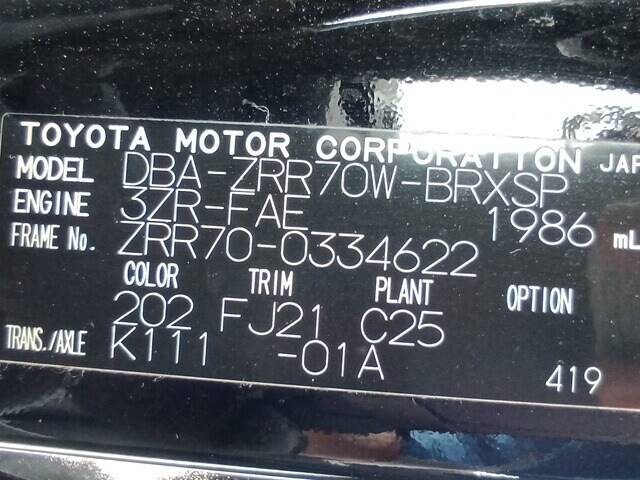 TOYOTA MOTOR CORPORATION JAP
MODEL DBA-ZRR70W-BRXSP
ENGINE 3ZR-FAE 1986 mL
FRAME No. ZRR70-0334622
COLOR TRIM PLANT OPTION
202 FJ21 C25
TRANS./AXLE K111 -01A 419